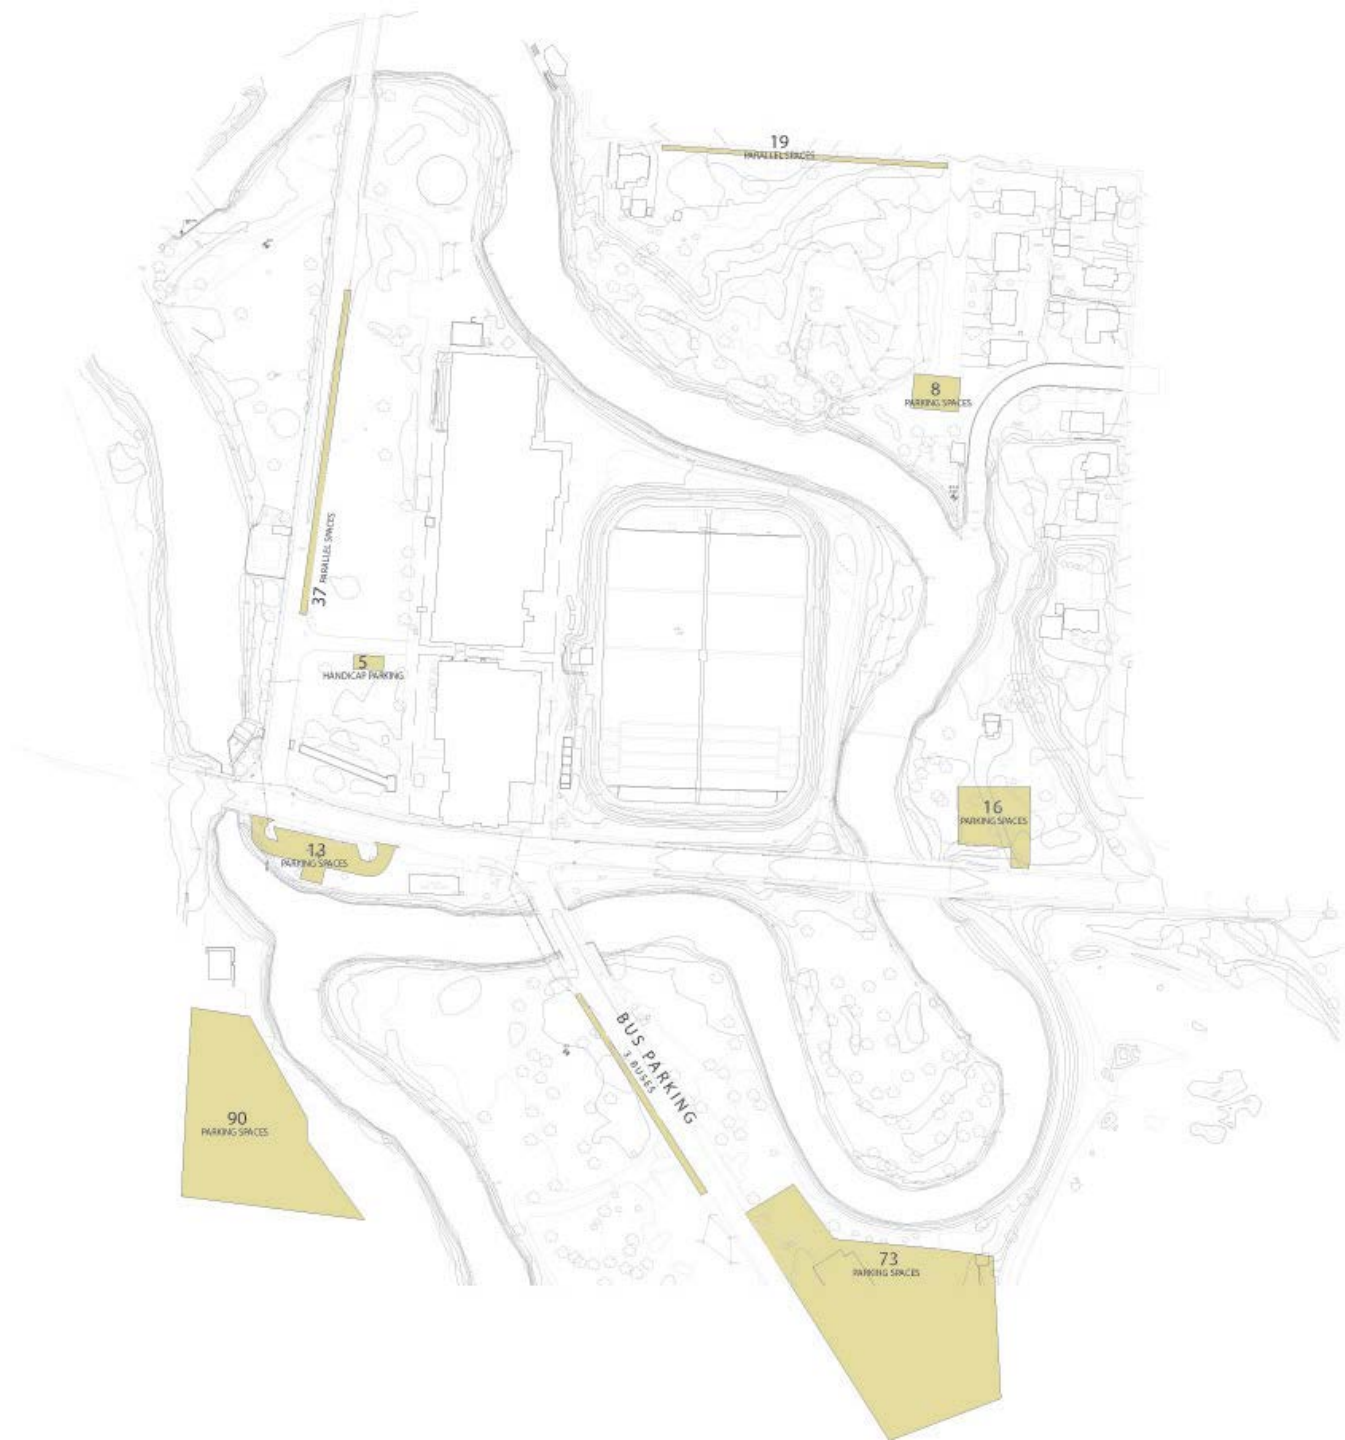 19
PARALLEL SPACES
8
PARKING SPACES
37 PARALLEL SPACES
5
HANDICAP PARKING
16
PARKING SPACES
13
PARKING SPACES
BUS PARKING
3 BUSES
90
PARKING SPACES
73
PARKING SPACES